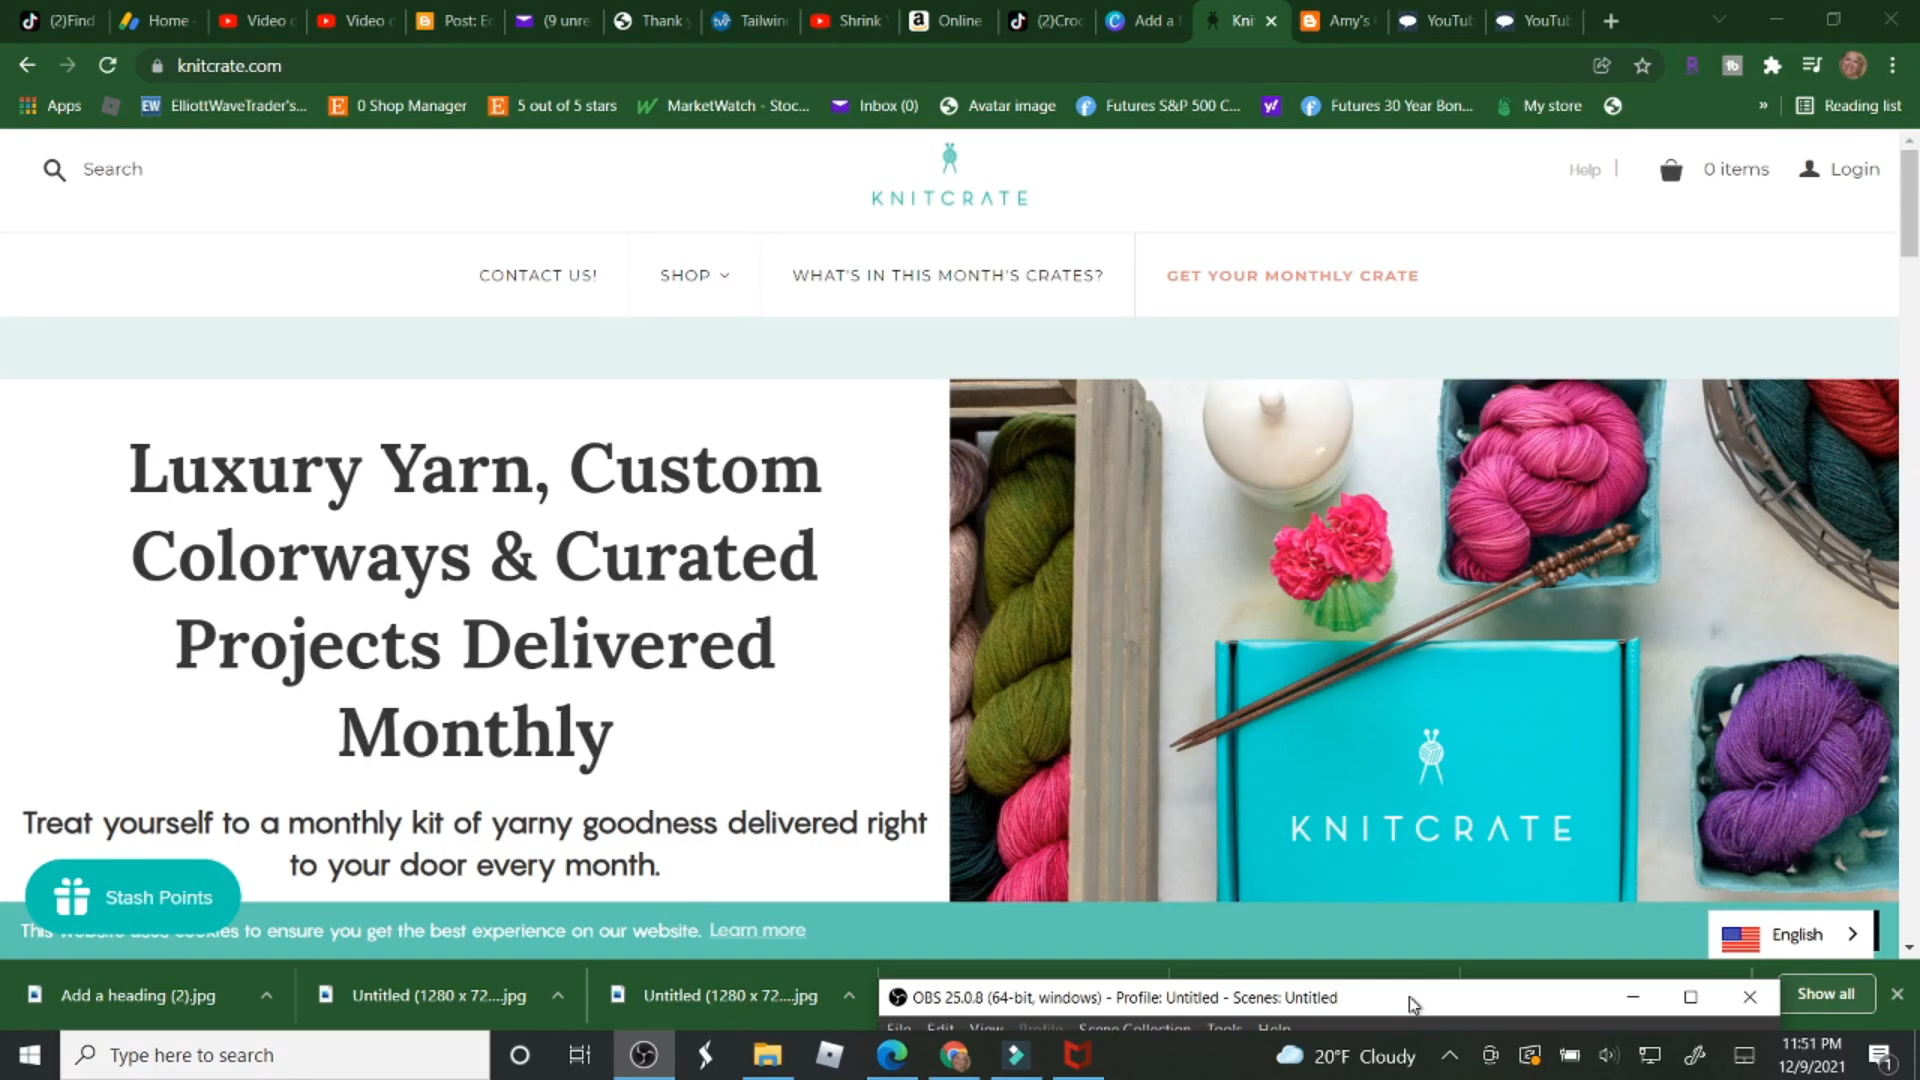 (2)Find
Home -
Video c
Video c
Post: Ec
(9 unre
Thank y
Tailwin
Shrink
Online
(2)Croc
Add a h
Kni
Amy's
YouTub
YouTub
knitcrate.com
Apps
EW ElliottWaveTrader's...
E 0 Shop Manager
E 5 out of 5 stars
MarketWatch - Stoc...
Inbox (0)
Avatar image
Futures S&P 500 C...
Futures 30 Year Bon...
My store
»
Reading list
Search
KNITCRATE
Help |
0 items
Login
CONTACT US!
SHOP
WHAT'S IN THIS MONTH'S CRATES?
GET YOUR MONTHLY CRATE
Luxury Yarn, Custom
Colorways & Curated
Projects Delivered
Monthly
Treat yourself to a monthly kit of yarny goodness delivered right
to your door every month.
KNITCRATE
Stash Points
This website uses cookies to ensure you get the best experience on our website. Learn more
English
Add a heading (2).jpg
Untitled (1280 x 72....jpg
Untitled (1280 x 72....jpg
OBS 25.0.8 (64-bit, windows) - Profile: Untitled - Scenes: Untitled
File Edit View Profile Scene Collection Tools Help
Show all
Type here to search
20°F Cloudy
11:51 PM
12/9/2021
1